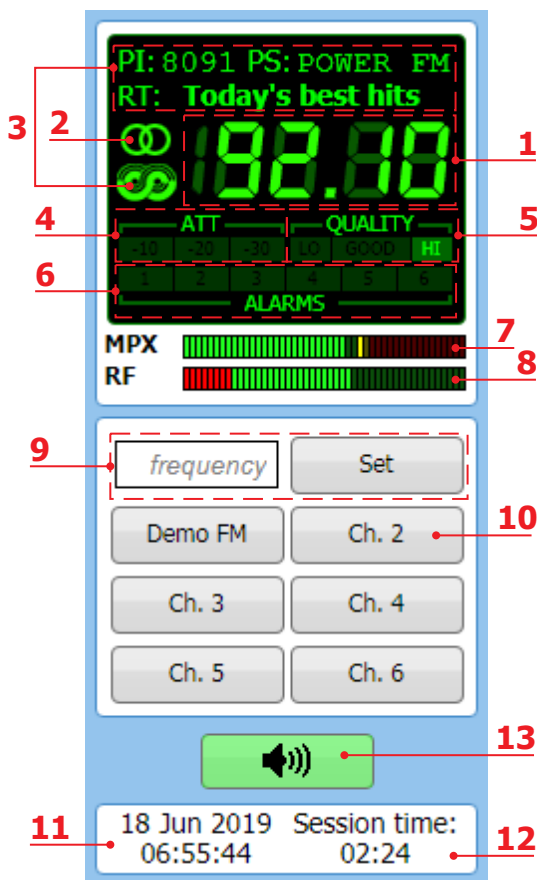 PI: 8091 PS: POWER FM
RT: Today's best hits
3
2
92.10
1
4
ATT
QUALITY
5
-10 -20 -30 LO GOOD HI
6
1 2 3 4 5 6
ALARMS
MPX
7
RF
8
9
frequency Set
Demo FM Ch. 2
10
Ch. 3 Ch. 4
Ch. 5 Ch. 6
13
11
18 Jun 2019 Session time:
06:55:44 02:24
12